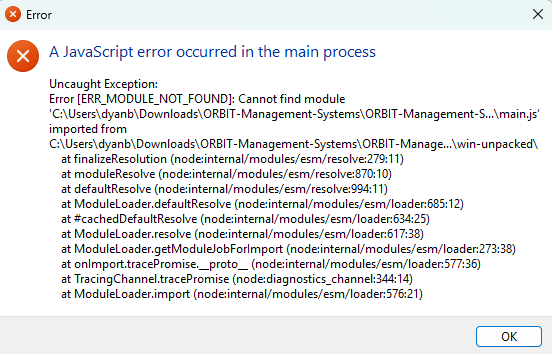 Error
A JavaScript error occurred in the main process
Uncaught Exception:
Error [ERR_MODULE_NOT_FOUND]: Cannot find module
'C:\Users\dyanb\Downloads\ORBIT-Management-Systems\ORBIT-Management-S...\main.js'
imported from
C:\Users\dyanb\Downloads\ORBIT-Management-Systems\ORBIT-Manage...\win-unpacked\
at finalizeResolution (node:internal/modules/esm/resolve:279:11)
at moduleResolve (node:internal/modules/esm/resolve:870:10)
at defaultResolve (node:internal/modules/esm/resolve:994:11)
at ModuleLoader.defaultResolve (node:internal/modules/esm/loader:685:12)
at #cachedDefaultResolve (node:internal/modules/esm/loader:634:25)
at ModuleLoader.resolve (node:internal/modules/esm/loader:617:38)
at ModuleLoader.getModuleJobForImport (node:internal/modules/esm/loader:273:38)
at onImport.tracePromise.__proto__ (node:internal/modules/esm/loader:577:36)
at TracingChannel.tracePromise (node:diagnostics_channel:344:14)
at ModuleLoader.import (node:internal/modules/esm/loader:576:21)
OK